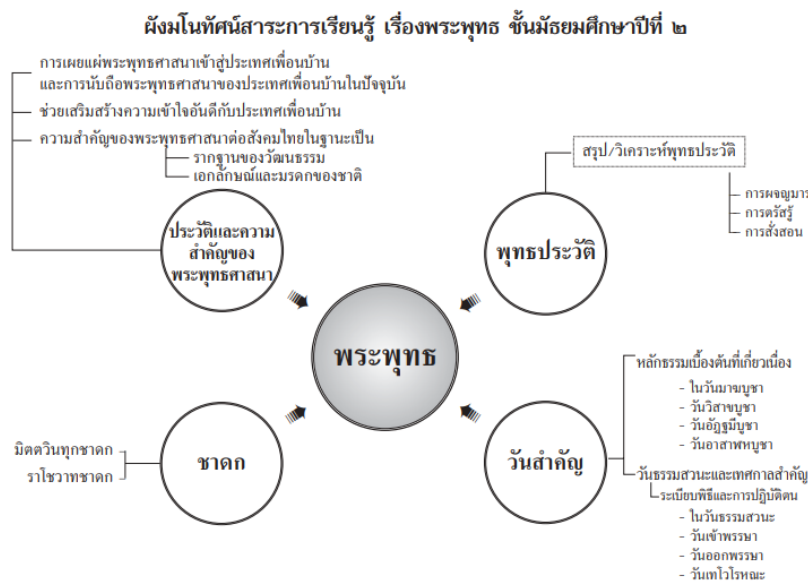 ผังมโนทัศน์สาระการเรียนรู้ เรื่องพระพุทธ ชั้นมัธยมศึกษาปีที่ ๒
การเผยแผ่พระพุทธศาสนาเข้าสู่ประเทศเพื่อนบ้าน
และการนับถือพระพุทธศาสนาของประเทศเพื่อนบ้านในปัจจุบัน
ช่วยเสริมสร้างความเข้าใจอันดีกับประเทศเพื่อนบ้าน
ความสำคัญของพระพุทธศาสนาต่อสังคมไทยในฐานะเป็น
รากฐานของวัฒนธรรม
เอกลักษณ์และมรดกของชาติ
ประวัติและความ
สำคัญของ
พระพุทธศาสนา
สรุป/วิเคราะห์พุทธประวัติ
- การผจญมาร
- การตรัสรู้
- การสั่งสอน
พุทธประวัติ
พระพุทธ
มิตตวินทุกชาดก
ราโชวาทชาดก
ชาดก
วันสำคัญ
หลักธรรมเบื้องต้นที่เกี่ยวเนื่อง
- ในวันมาฆบูชา
- วันวิสาขบูชา
- วันอัฏฐมีบูชา
- วันอาสาฬหบูชา
วันธรรมสวนะและเทศกาลสำคัญ
ระเบียบพิธีและการปฏิบัติตน
- ในวันธรรมสวนะ
- วันเข้าพรรษา
- วันออกพรรษา
- วันเทโวโรหณะ